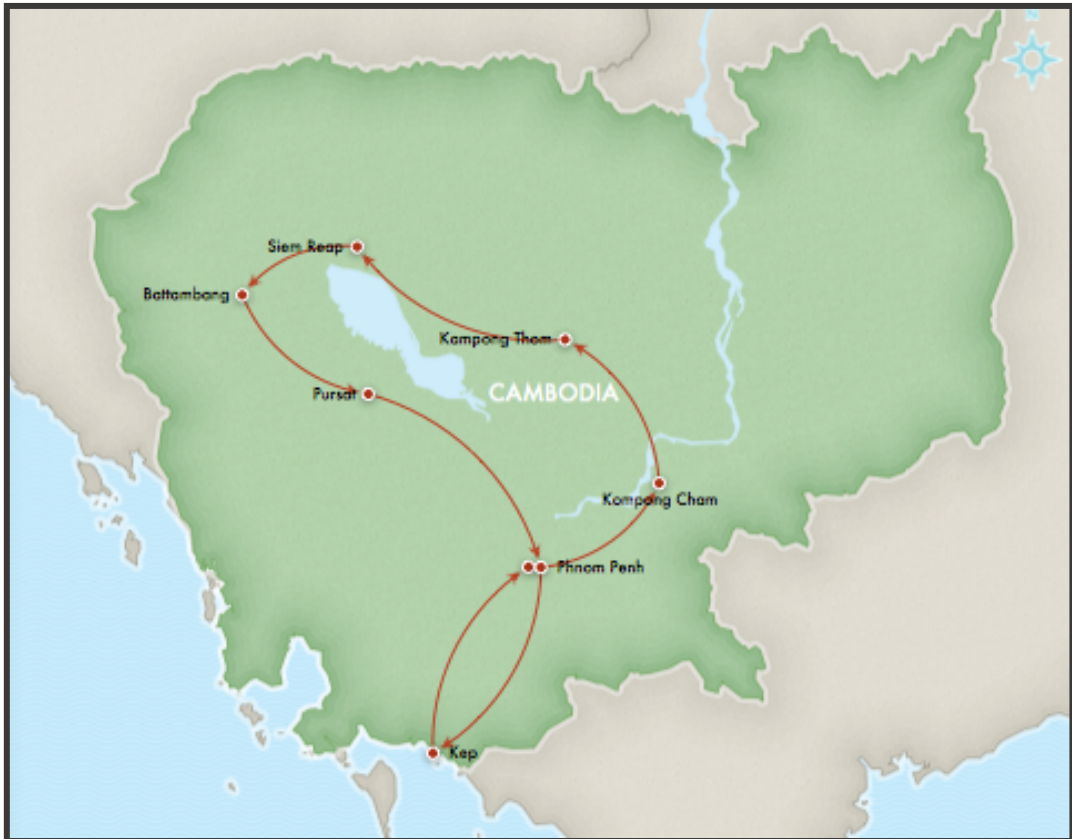 N
Siem Reap
Battambang
Kampong Thom
Pursat
CAMBODIA
Kompong Cham
Phnom Penh
Kep